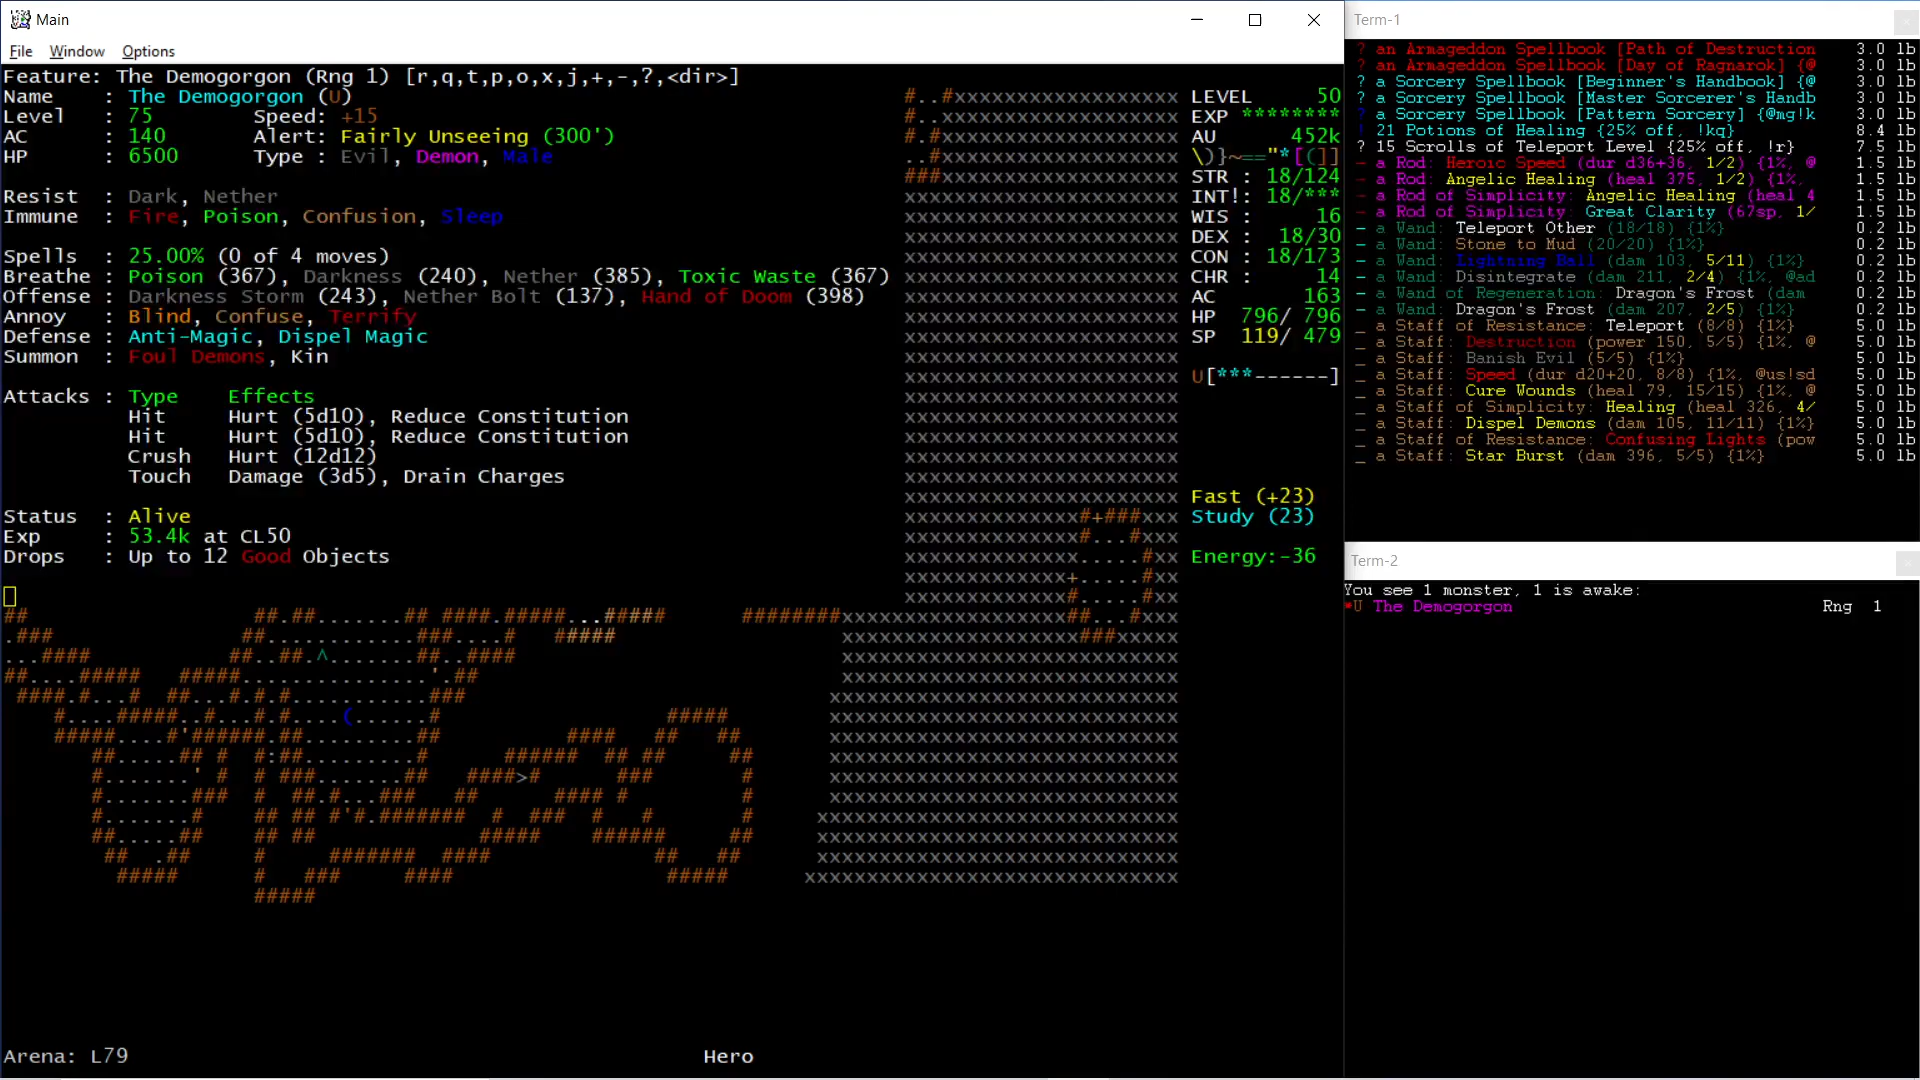 Main
File Window Options
Feature: The Demogorgon (Rng 1) [r,q,t,p,o,x,j,+,-,?,<dir>]
Name : The Demogorgon (U)
Level : 75 Speed: +15
AC : 140 Alert: Fairly Unseeing (300')
HP : 6500 Type : Evil, Demon, Male
Resist : Dark, Nether
Immune : Fire, Poison, Confusion, Sleep
Spells : 25.00% (0 of 4 moves)
Breathe : Poison (367), Darkness (240), Nether (385), Toxic Waste (367)
Offense : Darkness Storm (243), Nether Bolt (137), Hand of Doom (398)
Annoy : Blind, Confuse, Terrify
Defense : Anti-Magic, Dispel Magic
Summon : Foul Demons, Kin
Attacks : Type Effects
Hit Hurt (5d10), Reduce Constitution
Hit Hurt (5d10), Reduce Constitution
Crush Hurt (12d12)
Touch Damage (3d5), Drain Charges
Status : Alive
Exp : 53.4k at CL50
Drops : Up to 12 Good Objects
LEVEL 50
EXP ********
AU 452k
\)}~=="*[(]]
STR : 18/124
INT!: 18/***
WIS : 16
DEX : 18/30
CON : 18/173
CHR : 14
AC 163
HP 796/ 796
SP 119/ 479
U[***------]
Fast (+23)
Study (23)
Energy:-36
Arena: L79
Hero
Term-1
? an Armageddon Spellbook [Path of Destruction 3.0 lb
? an Armageddon Spellbook [Day of Ragnarok] {@ 3.0 lb
? a Sorcery Spellbook [Beginner's Handbook] {@ 3.0 lb
? a Sorcery Spellbook [Master Sorcerer's Handb 3.0 lb
? a Sorcery Spellbook [Pattern Sorcery] {@mg!k 3.0 lb
! 21 Potions of Healing {25% off, !kq} 8.4 lb
? 15 Scrolls of Teleport Level {25% off, !r} 7.5 lb
- a Rod: Heroic Speed (dur d36+36, 1/2) {1%, @ 1.5 lb
- a Rod: Angelic Healing (heal 375, 1/2) {1%, 1.5 lb
- a Rod of Simplicity: Angelic Healing (heal 4 1.5 lb
- a Rod of Simplicity: Great Clarity (67sp, 1/ 1.5 lb
- a Wand: Teleport Other (18/18) {1%} 0.2 lb
- a Wand: Stone to Mud (20/20) {1%} 0.2 lb
- a Wand: Lightning Ball (dam 103, 5/11) {1%} 0.2 lb
- a Wand: Disintegrate (dam 211, 2/4) {1%, @ad 0.2 lb
- a Wand of Regeneration: Dragon's Frost (dam 0.2 lb
- a Wand: Dragon's Frost (dam 207, 2/5) {1%} 0.2 lb
_ a Staff of Resistance: Teleport (8/8) {1%} 5.0 lb
_ a Staff: Destruction (power 150, 5/5) {1%, @ 5.0 lb
_ a Staff: Banish Evil (5/5) {1%} 5.0 lb
_ a Staff: Speed (dur d20+20, 8/8) {1%, @us!sd 5.0 lb
_ a Staff: Cure Wounds (heal 79, 15/15) {1%, @ 5.0 lb
_ a Staff of Simplicity: Healing (heal 326, 4/ 5.0 lb
_ a Staff: Dispel Demons (dam 105, 11/11) {1%} 5.0 lb
_ a Staff of Resistance: Confusing Lights (pow 5.0 lb
_ a Staff: Star Burst (dam 396, 5/5) {1%} 5.0 lb
Term-2
You see 1 monster, 1 is awake:
*U The Demogorgon Rng 1